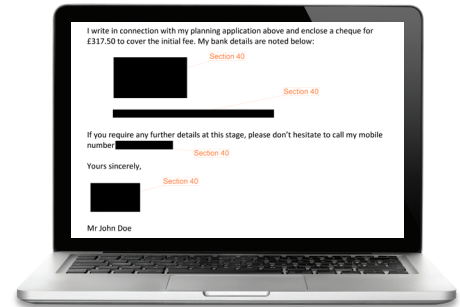 I write in connection with my planning application above and enclose a cheque for
£317.50 to cover the initial fee. My bank details are noted below:
Section 40
Section 40
If you require any further details at this stage, please don't hesitate to call my mobile
number
Section 40
Yours sincerely,
Section 40
Mr John Doe